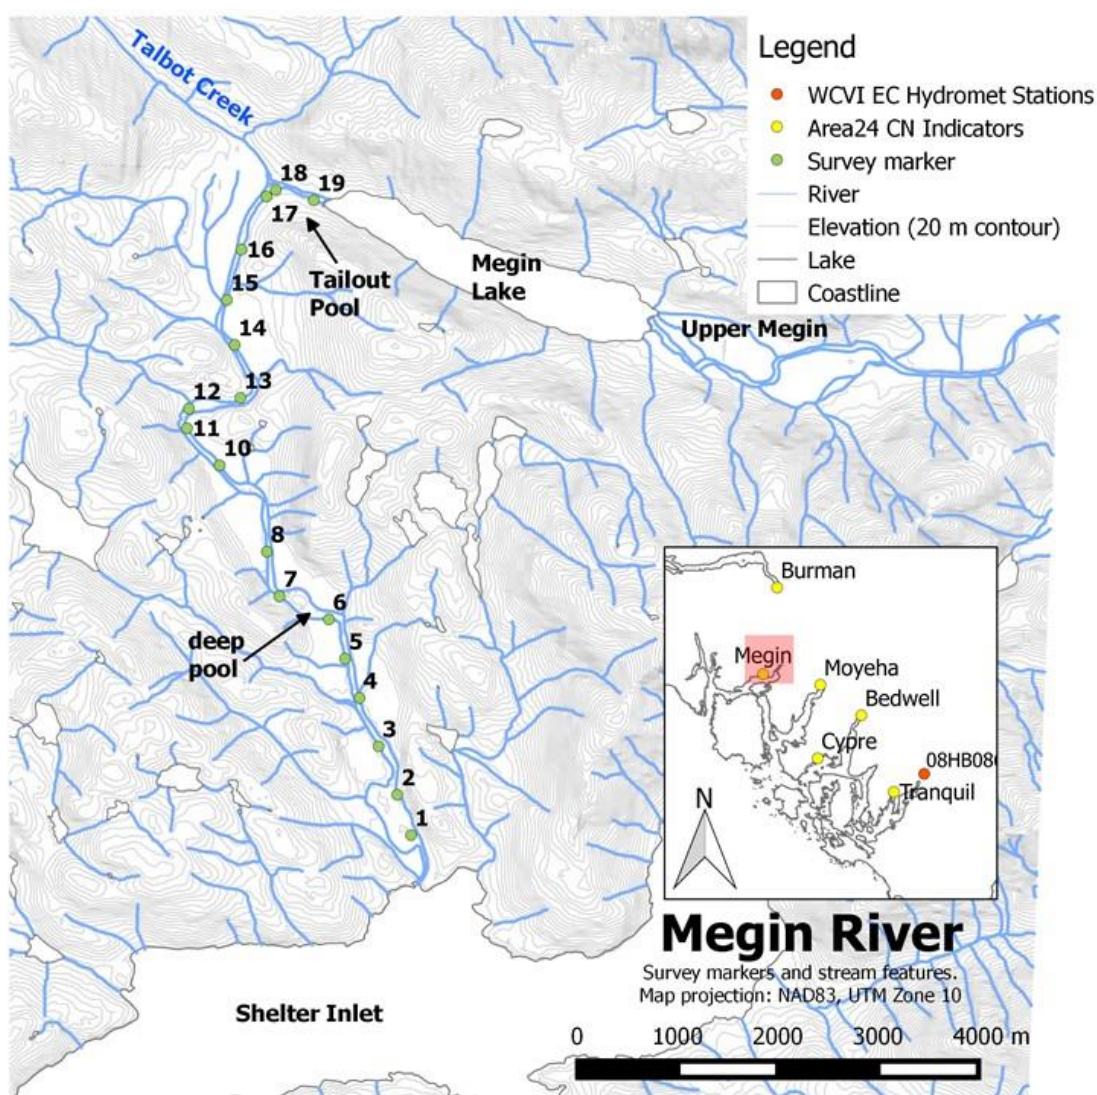 Talbot Creek
Legend
WCVI EC Hydromet Stations
Area24 CN Indicators
Survey marker
River
Elevation (20 m contour)
Lake
Coastline
18
19
17
16
Tailout
Pool
Megin
Lake
15
Upper Megin
14
13
12
11
10
8
7
6
deep
pool
5
4
3
2
1
Burman
Megin
Moyeha
Bedwell
Cypre
08HB08
Tranquil
N
Megin River
Survey markers and stream features.
Map projection: NAD83, UTM Zone 10
Shelter Inlet
0 1000 2000 3000 4000 m